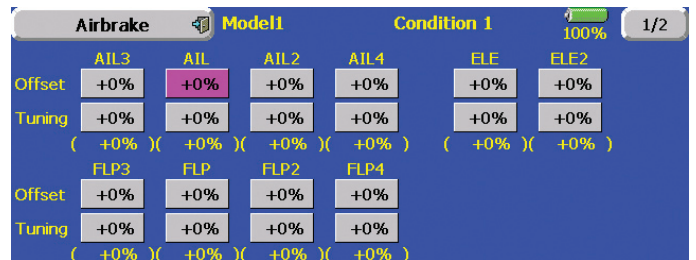 Airbrake Model1 Condition 1 100% 1/2
AIL3 AIL AIL2 AIL4 ELE ELE2
Offset +0% +0% +0% +0% +0% +0%
Tuning +0% +0% +0% +0% +0% +0%
( +0% )( +0% )( +0% )( +0% ) ( +0% )( +0% )
FLP3 FLP FLP2 FLP4
Offset +0% +0% +0% +0%
Tuning +0% +0% +0% +0%
( +0% )( +0% )( +0% )( +0% )